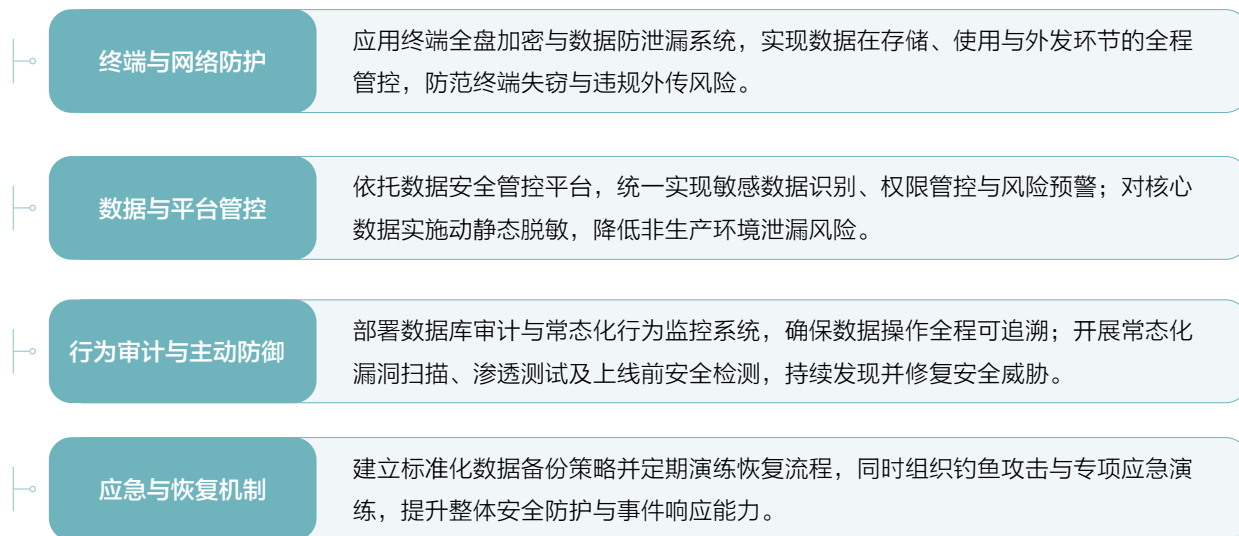 终端与网络防护
应用终端全盘加密与数据防泄漏系统，实现数据在存储、使用与外发环节的全程
管控，防范终端失窃与违规外传风险。
数据与平台管控
依托数据安全管控平台，统一实现敏感数据识别、权限管控与风险预警；对核心
数据实施动静态脱敏，降低非生产环境泄漏风险。
行为审计与主动防御
部署数据库审计与常态化行为监控系统，确保数据操作全程可追溯；开展常态化
漏洞扫描、渗透测试及上线前安全检测，持续发现并修复安全威胁。
应急与恢复机制
建立标准化数据备份策略并定期演练恢复流程，同时组织钓鱼攻击与专项应急演
练，提升整体安全防护与事件响应能力。